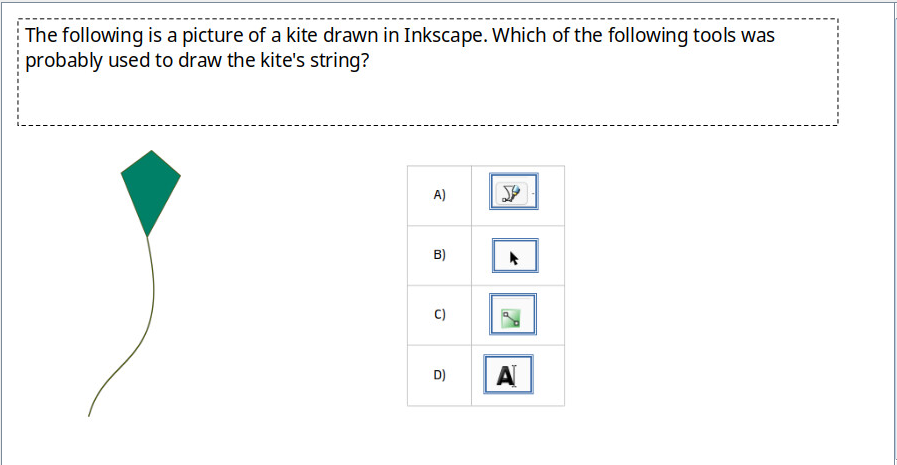 The following is a picture of a kite drawn in Inkscape. Which of the following tools was
probably used to draw the kite's string?
A)
B)
C)
D)
A